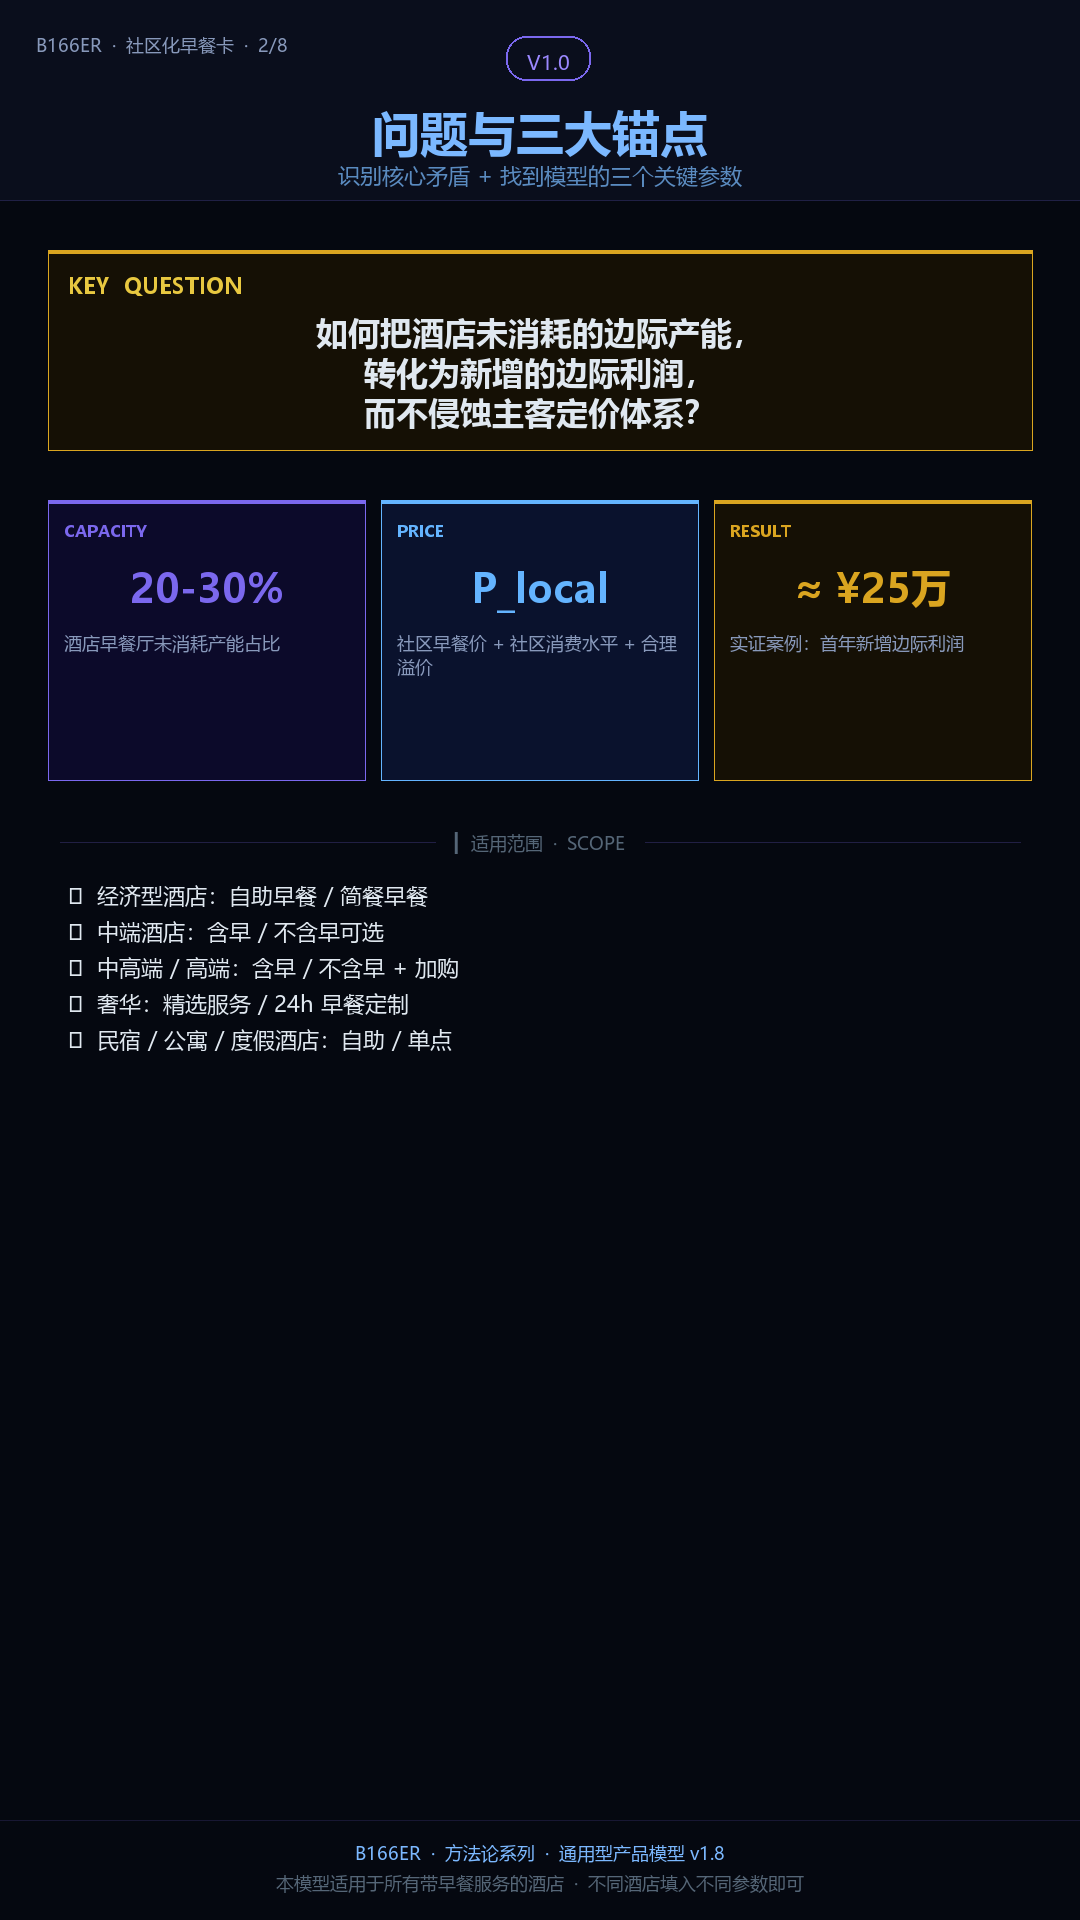 B166ER · 社区化早餐卡 · 2/8
V1.0
问题与三大锚点
识别核心矛盾 + 找到模型的三个关键参数
KEY QUESTION
如何把酒店未消耗的边际产能，
转化为新增的边际利润，
而不侵蚀主客定价体系？
CAPACITY
20-30%
酒店早餐厅未消耗产能占比
PRICE
P_local
社区早餐价 + 社区消费水平 + 合理
溢价
RESULT
≈ ¥25万
实证案例：首年新增边际利润
适用范围 · SCOPE
经济型酒店：自助早餐 / 简餐早餐
中端酒店：含早 / 不含早可选
中高端 / 高端：含早 / 不含早 + 加购
奢华：精选服务 / 24h 早餐定制
民宿 / 公寓 / 度假酒店：自助 / 单点
B166ER · 方法论系列 · 通用型产品模型 v1.8
本模型适用于所有带早餐服务的酒店 · 不同酒店填入不同参数即可